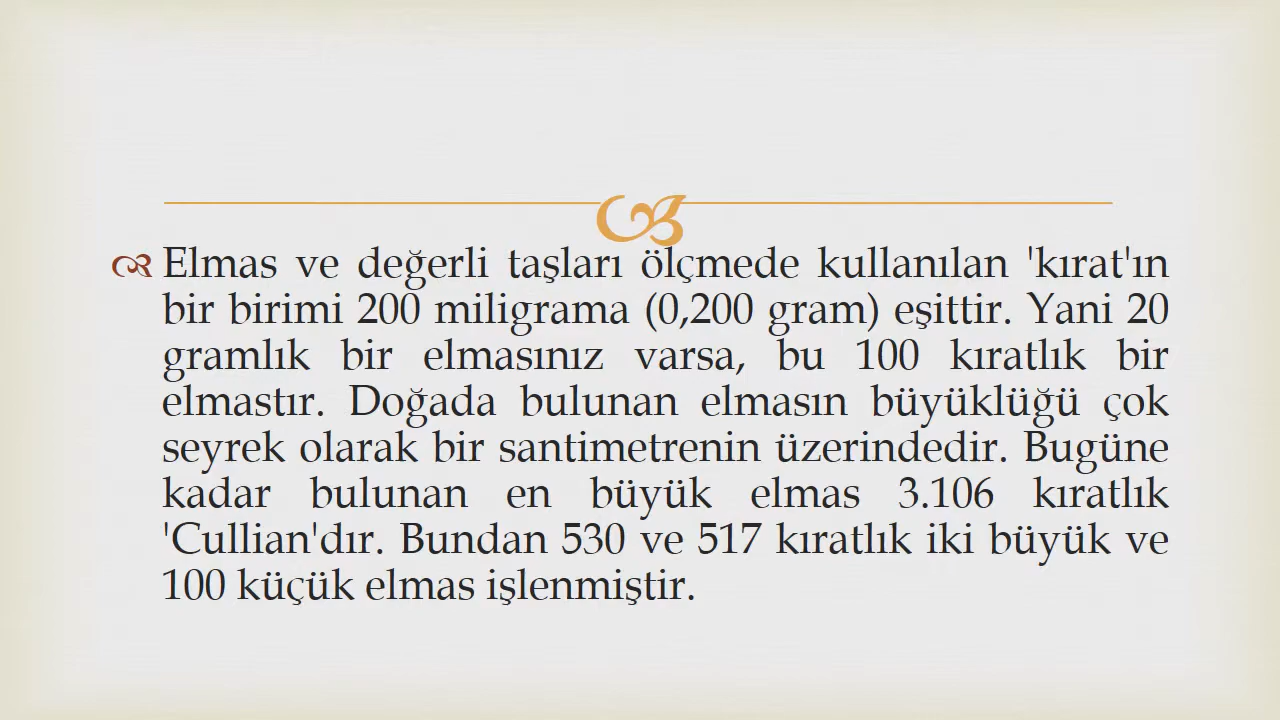 Elmas ve değerli taşları ölçmede kullanılan 'kırat'ın
bir birimi 200 miligrama (0,200 gram) eşittir. Yani 20
gramlık bir elmasınız varsa, bu 100 kıratlık bir
elmastır. Doğada bulunan elmasın büyüklüğü çok
seyrek olarak bir santimetrenin üzerindedir. Bugüne
kadar bulunan en büyük elmas 3.106 kıratlık
'Cullian'dır. Bundan 530 ve 517 kıratlık iki büyük ve
100 küçük elmas işlenmiştir.